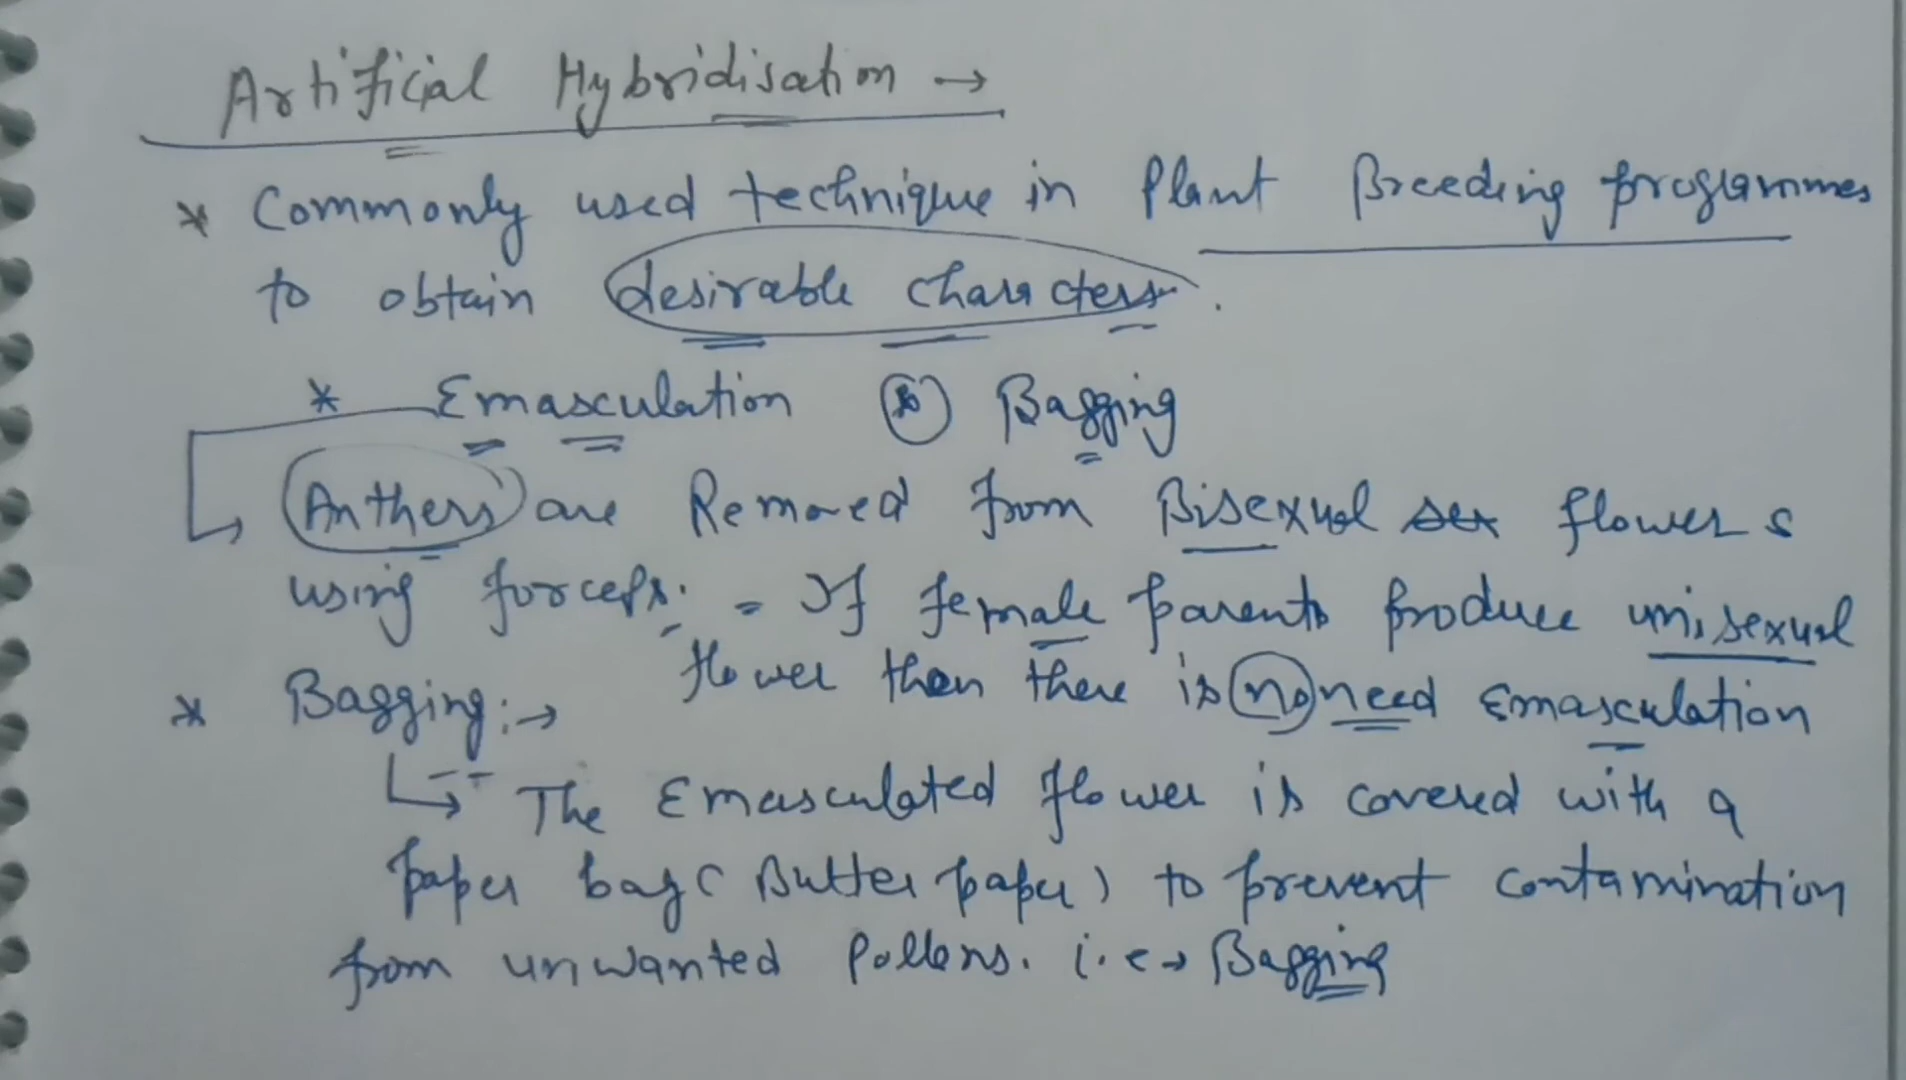 Artificial Hybridisation →
* Commonly used technique in Plant Breeding programmes
to obtain desirable characters.
* Emasculation & Bagging
Anthers are Removed from Bisexual sex flowers
using forceps. = If female parents produce unisexual
flower then there is no need Emasculation
* Bagging :→
The Emasculated flower is covered with a
paper bag (Butter paper) to prevent contamination
from unwanted Pollens. i.e → Bagging